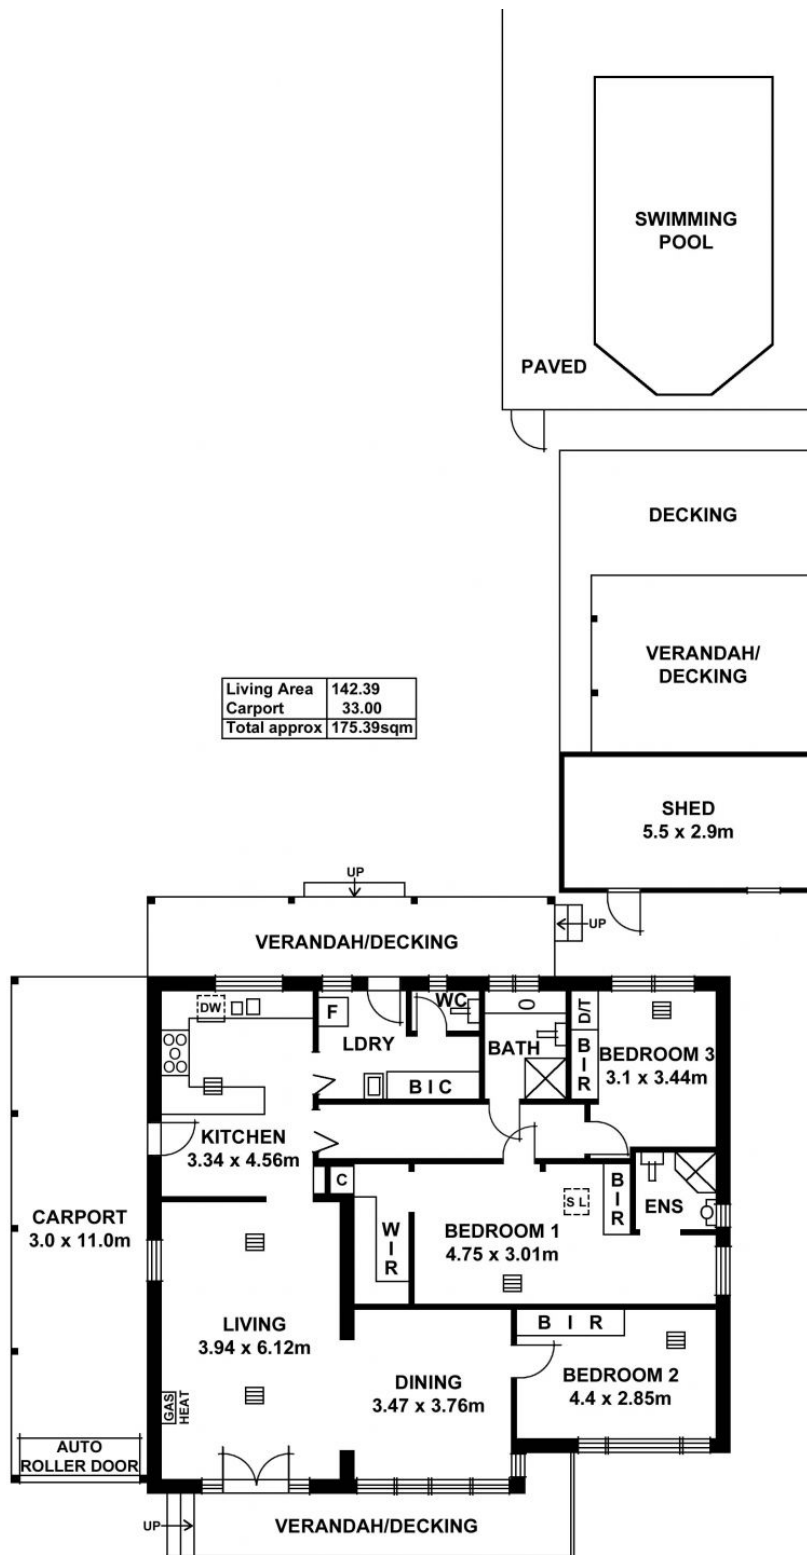 SWIMMING
POOL
PAVED
DECKING
VERANDAH/
DECKING
Living Area 142.39
Carport 33.00
Total approx 175.39sqm
SHED
5.5 x 2.9m
UP
UP
VERANDAH/DECKING
DW
F
WC
D/T
LDRY
BATH
B
I
R
BEDROOM 3
3.1 x 3.44m
B I C
KITCHEN
3.34 x 4.56m
C
S L
B
I
R
ENS
CARPORT
3.0 x 11.0m
W
I
R
BEDROOM 1
4.75 x 3.01m
LIVING
3.94 x 6.12m
B I R
DINING
3.47 x 3.76m
BEDROOM 2
4.4 x 2.85m
GAS
HEAT
AUTO
ROLLER DOOR
UP
VERANDAH/DECKING